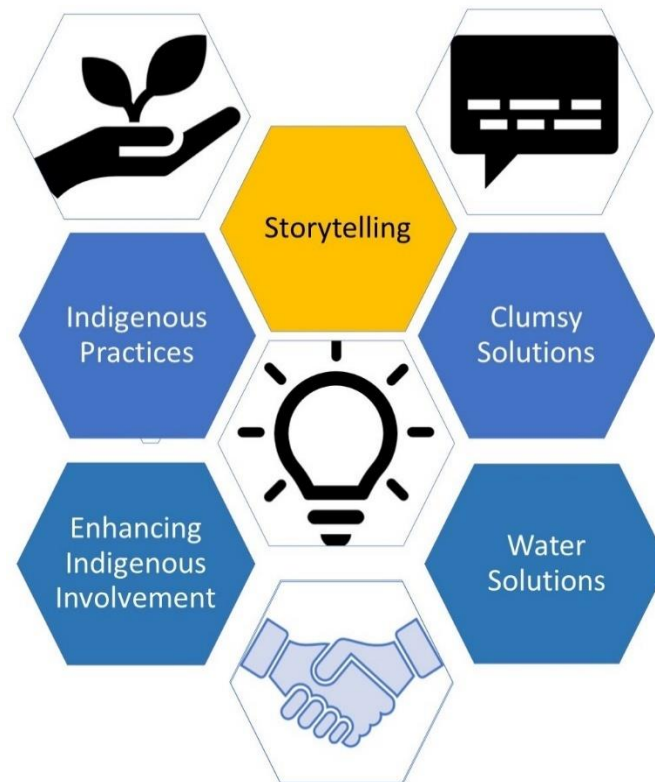 Storytelling
Indigenous
Practices
Clumsy
Solutions
Enhancing
Indigenous
Involvement
Water
Solutions